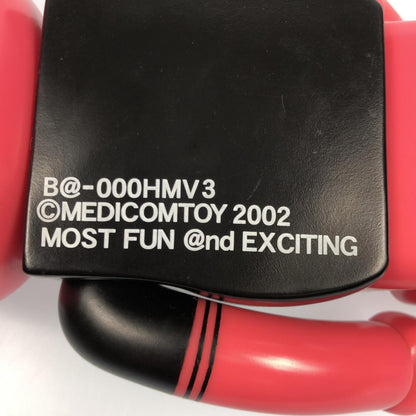 B@-000HMV3
©MEDICOMTOY 2002
MOST FUN @nd EXCITING